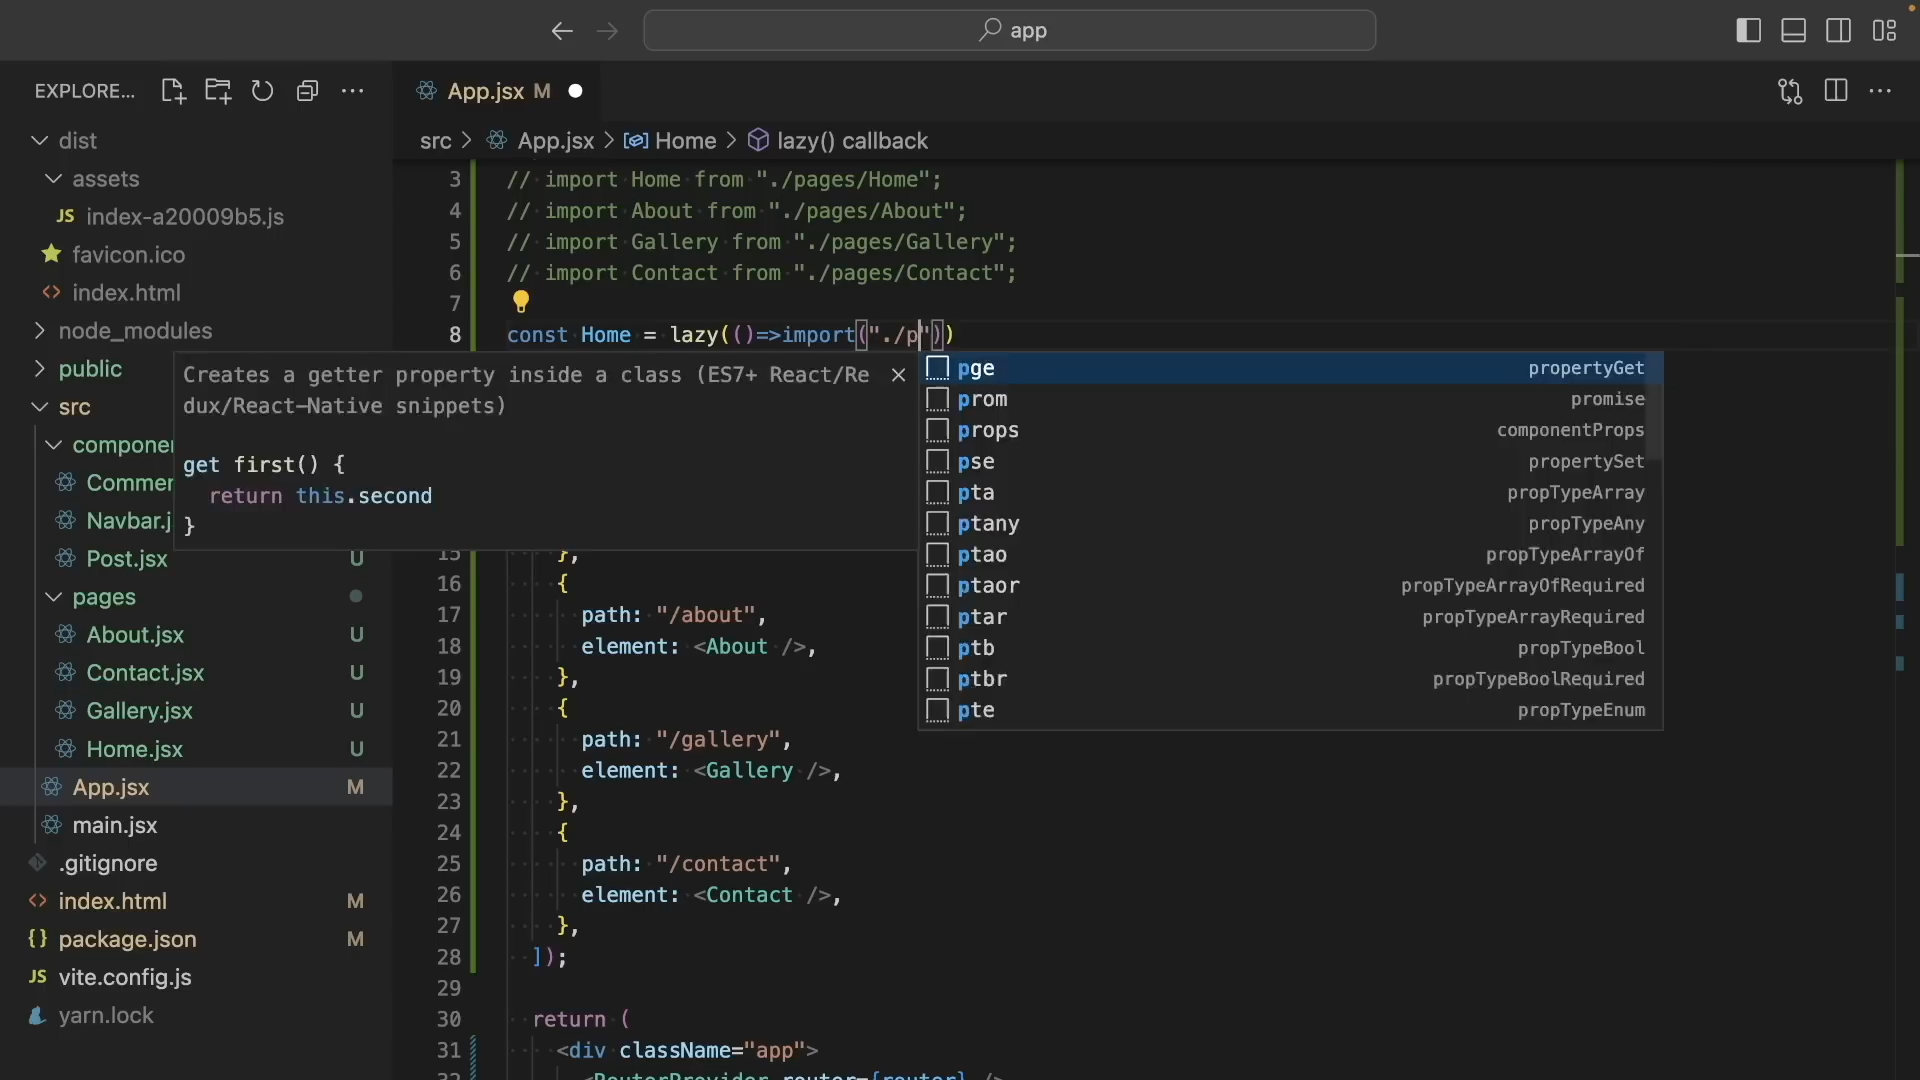 app
EXPLORE...
App.jsx M
dist
assets
JS index-a20009b5.js
favicon.ico
<> index.html
node_modules
public
src
componen
Commer
Navbar.j
Post.jsx U
pages
About.jsx U
Contact.jsx U
Gallery.jsx U
Home.jsx U
App.jsx M
main.jsx
.gitignore
<> index.html M
{} package.json M
JS vite.config.js
yarn.lock
src > App.jsx > Home > lazy() callback
3 // import Home from "./pages/Home";
4 // import About from "./pages/About";
5 // import Gallery from "./pages/Gallery";
6 // import Contact from "./pages/Contact";
7
8 const Home = lazy(()=>import("./p"))
Creates a getter property inside a class (ES7+ React/Re
dux/React-Native snippets)
get first() {
return this.second
}
pge propertyGet
prom promise
props componentProps
pse propertySet
pta propTypeArray
ptany propTypeAny
ptao propTypeArrayOf
ptaor propTypeArrayOfRequired
ptar propTypeArrayRequired
ptb propTypeBool
ptbr propTypeBoolRequired
pte propTypeEnum
15 },
16 {
17 path: "/about",
18 element: <About />,
19 },
20 {
21 path: "/gallery",
22 element: <Gallery />,
23 },
24 {
25 path: "/contact",
26 element: <Contact />,
27 },
28 ]);
29
30 return (
31 <div className="app">
32 <RouterProvider router={router} />